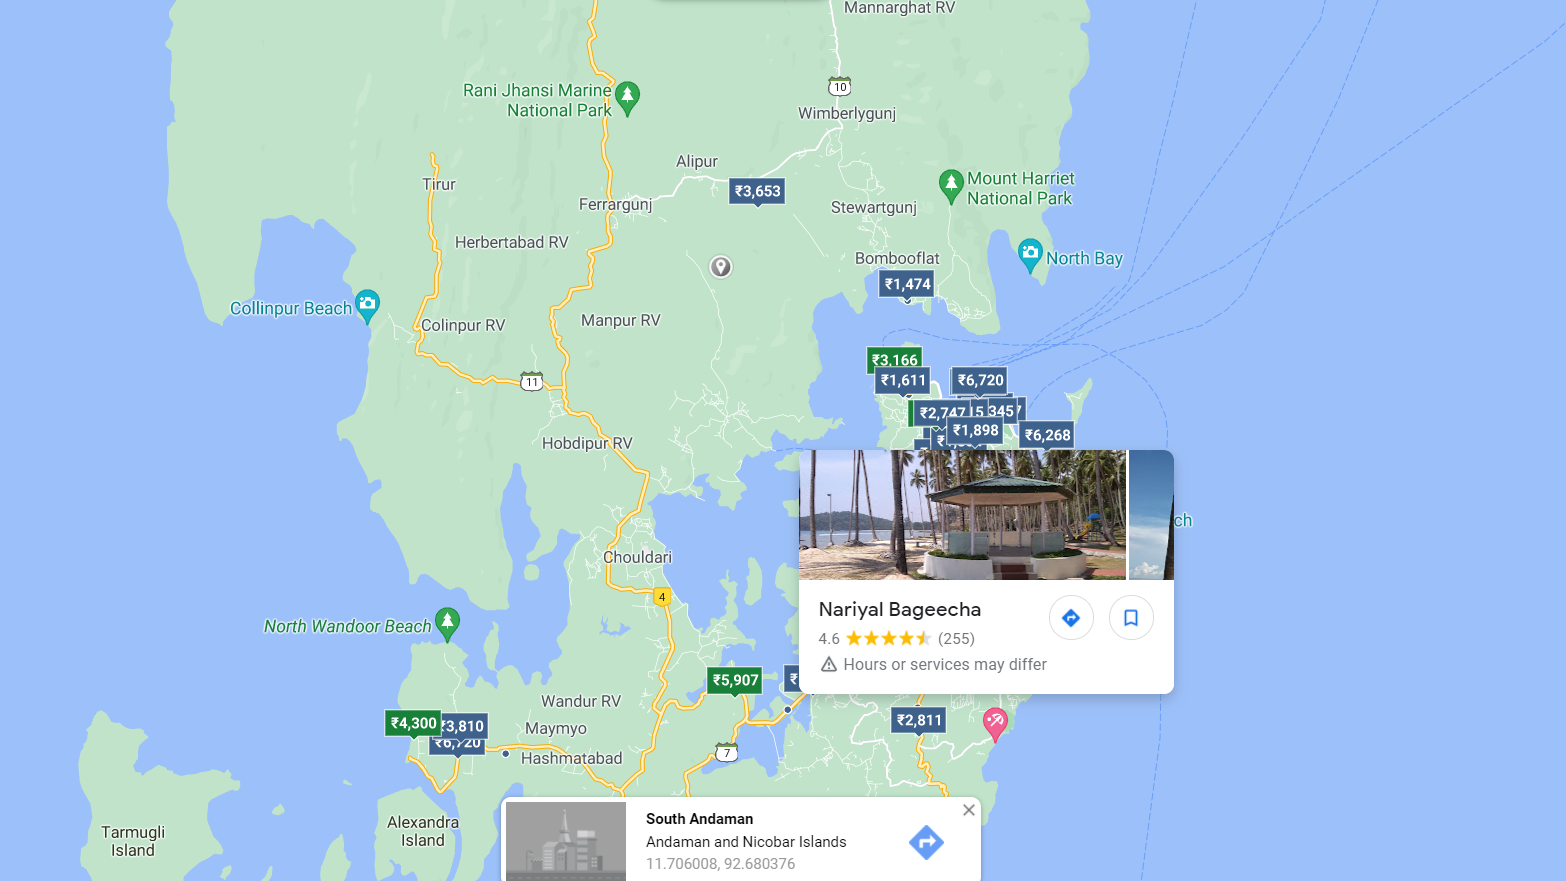 Mannarghat RV
Rani Jhansi Marine
National Park
10
Wimberlygunj
Alipur
Tirur
₹3,653
Mount Harriet
National Park
Ferrargunj
Stewartgunj
Herbertabad RV
Bombooflat
North Bay
₹1,474
Collinpur Beach
Colinpur RV
Manpur RV
₹3,166
11
₹1,611
₹6,720
₹2,747
5
345
₹1,898
₹6,268
Hobdipur RV
ch
Chouldari
4
Nariyal Bageecha
4.6
(255)
Hours or services may differ
North Wandoor Beach
₹5,907
₹
Wandur RV
₹4,300
₹3,810
₹2,811
Maymyo
₹6,720
7
Hashmatabad
South Andaman
Andaman and Nicobar Islands
11.706008, 92.680376
Alexandra
Island
Tarmugli
Island